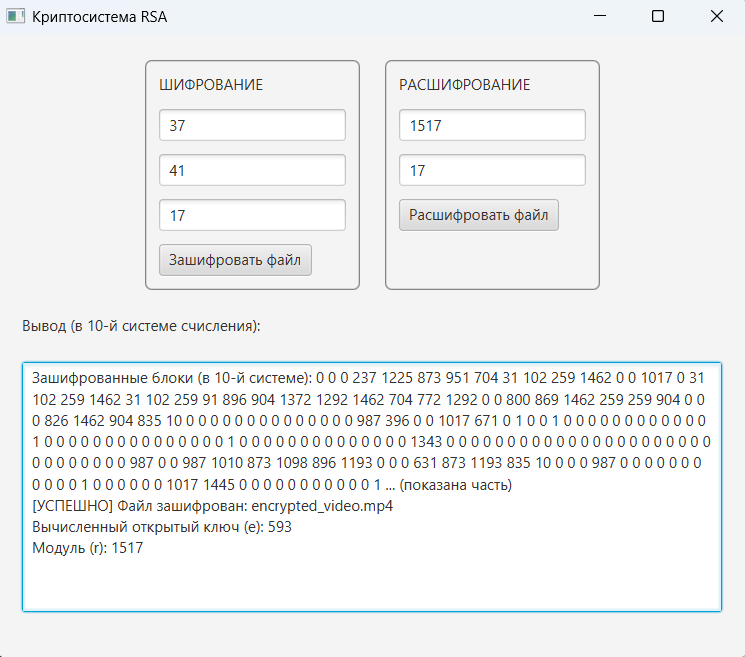 Криптосистема RSA
ШИФРОВАНИЕ
37
41
17
Зашифровать файл
РАСШИФРОВАНИЕ
1517
17
Расшифровать файл
Вывод (в 10-й системе счисления):
Зашифрованные блоки (в 10-й системе): 0 0 0 237 1225 873 951 704 31 102 259 1462 0 0 1017 0 31
102 259 1462 31 102 259 91 896 904 1372 1292 1462 704 772 1292 0 0 800 869 1462 259 259 904 0 0
0 826 1462 904 835 10 0 0 0 0 0 0 0 0 0 0 0 0 0 0 987 396 0 0 1017 671 0 1 0 0 1 0 0 0 0 0 0 0 0 0 0 0 0
1 0 0 0 0 0 0 0 0 0 0 0 0 0 0 0 1 0 0 0 0 0 0 0 0 0 0 0 0 0 0 1343 0 0 0 0 0 0 0 0 0 0 0 0 0 0 0 0 0 0 0 0 0 0
0 0 0 0 0 0 0 0 987 0 0 987 1010 873 1098 896 1193 0 0 0 631 873 1193 835 10 0 0 0 987 0 0 0 0 0 0 0
0 0 0 0 1 0 0 0 0 0 0 1017 1445 0 0 0 0 0 0 0 0 0 0 0 1 ... (показана часть)
[УСПЕШНО] Файл зашифрован: encrypted_video.mp4
Вычисленный открытый ключ (e): 593
Модуль (r): 1517